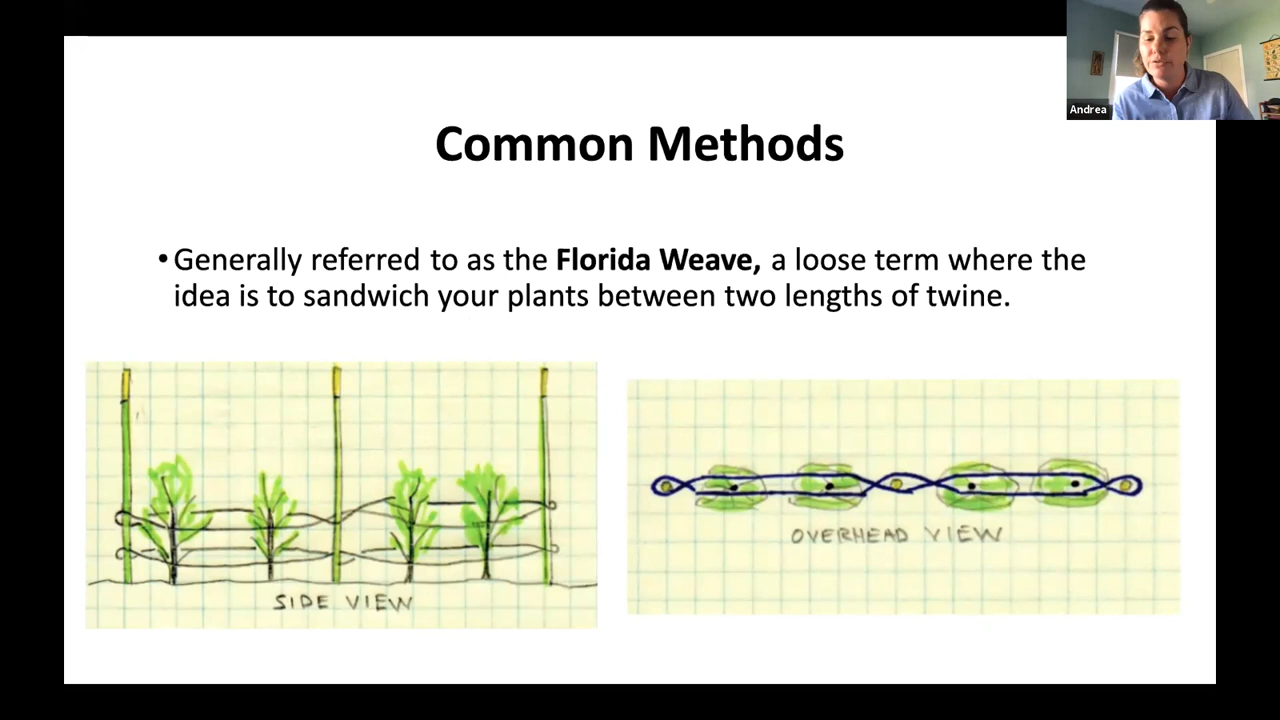 Andrea
Common Methods
• Generally referred to as the Florida Weave, a loose term where the
idea is to sandwich your plants between two lengths of twine.
SIDE VIEW
OVERHEAD VIEW